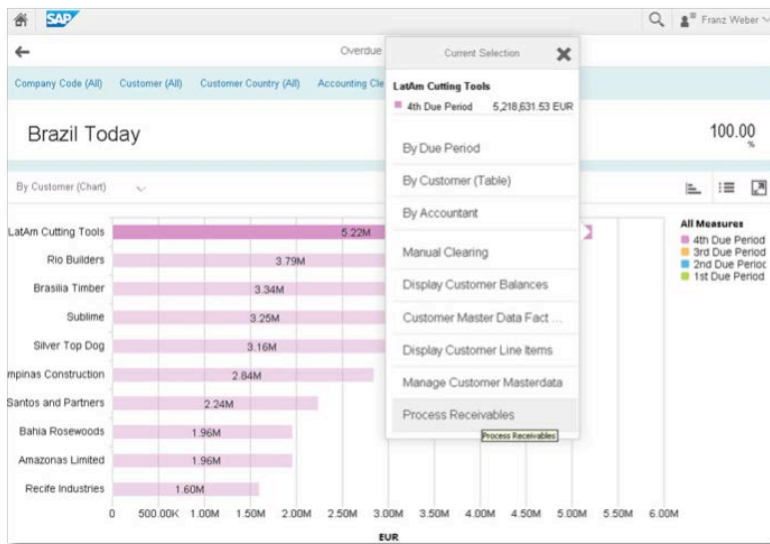 SAP
Franz Weber
Overdue
Current Selection
Company Code (All) Customer (All) Customer Country (All) Accounting Cle
LatAm Cutting Tools
4th Due Period 5,218,631.53 EUR
Brazil Today
100.00
%
By Due Period
By Customer (Table)
By Accountant
Manual Clearing
Display Customer Balances
Customer Master Data Fact ...
Display Customer Line Items
Manage Customer Masterdata
Process Receivables
Process Receivables
By Customer (Chart)
LatAm Cutting Tools 5.22M
Rio Builders 3.79M
Brasilia Timber 3.34M
Sublime 3.25M
Silver Top Dog 3.16M
mpinas Construction 2.84M
Santos and Partners 2.24M
Bahia Rosewoods 1.96M
Amazonas Limited 1.96M
Recife Industries 1.60M
0 500.00K 1.00M 1.50M 2.00M 2.50M 3.00M 3.50M 4.00M 4.50M 5.00M 5.50M 6.00M
EUR
All Measures
4th Due Period
3rd Due Period
2nd Due Period
1st Due Period